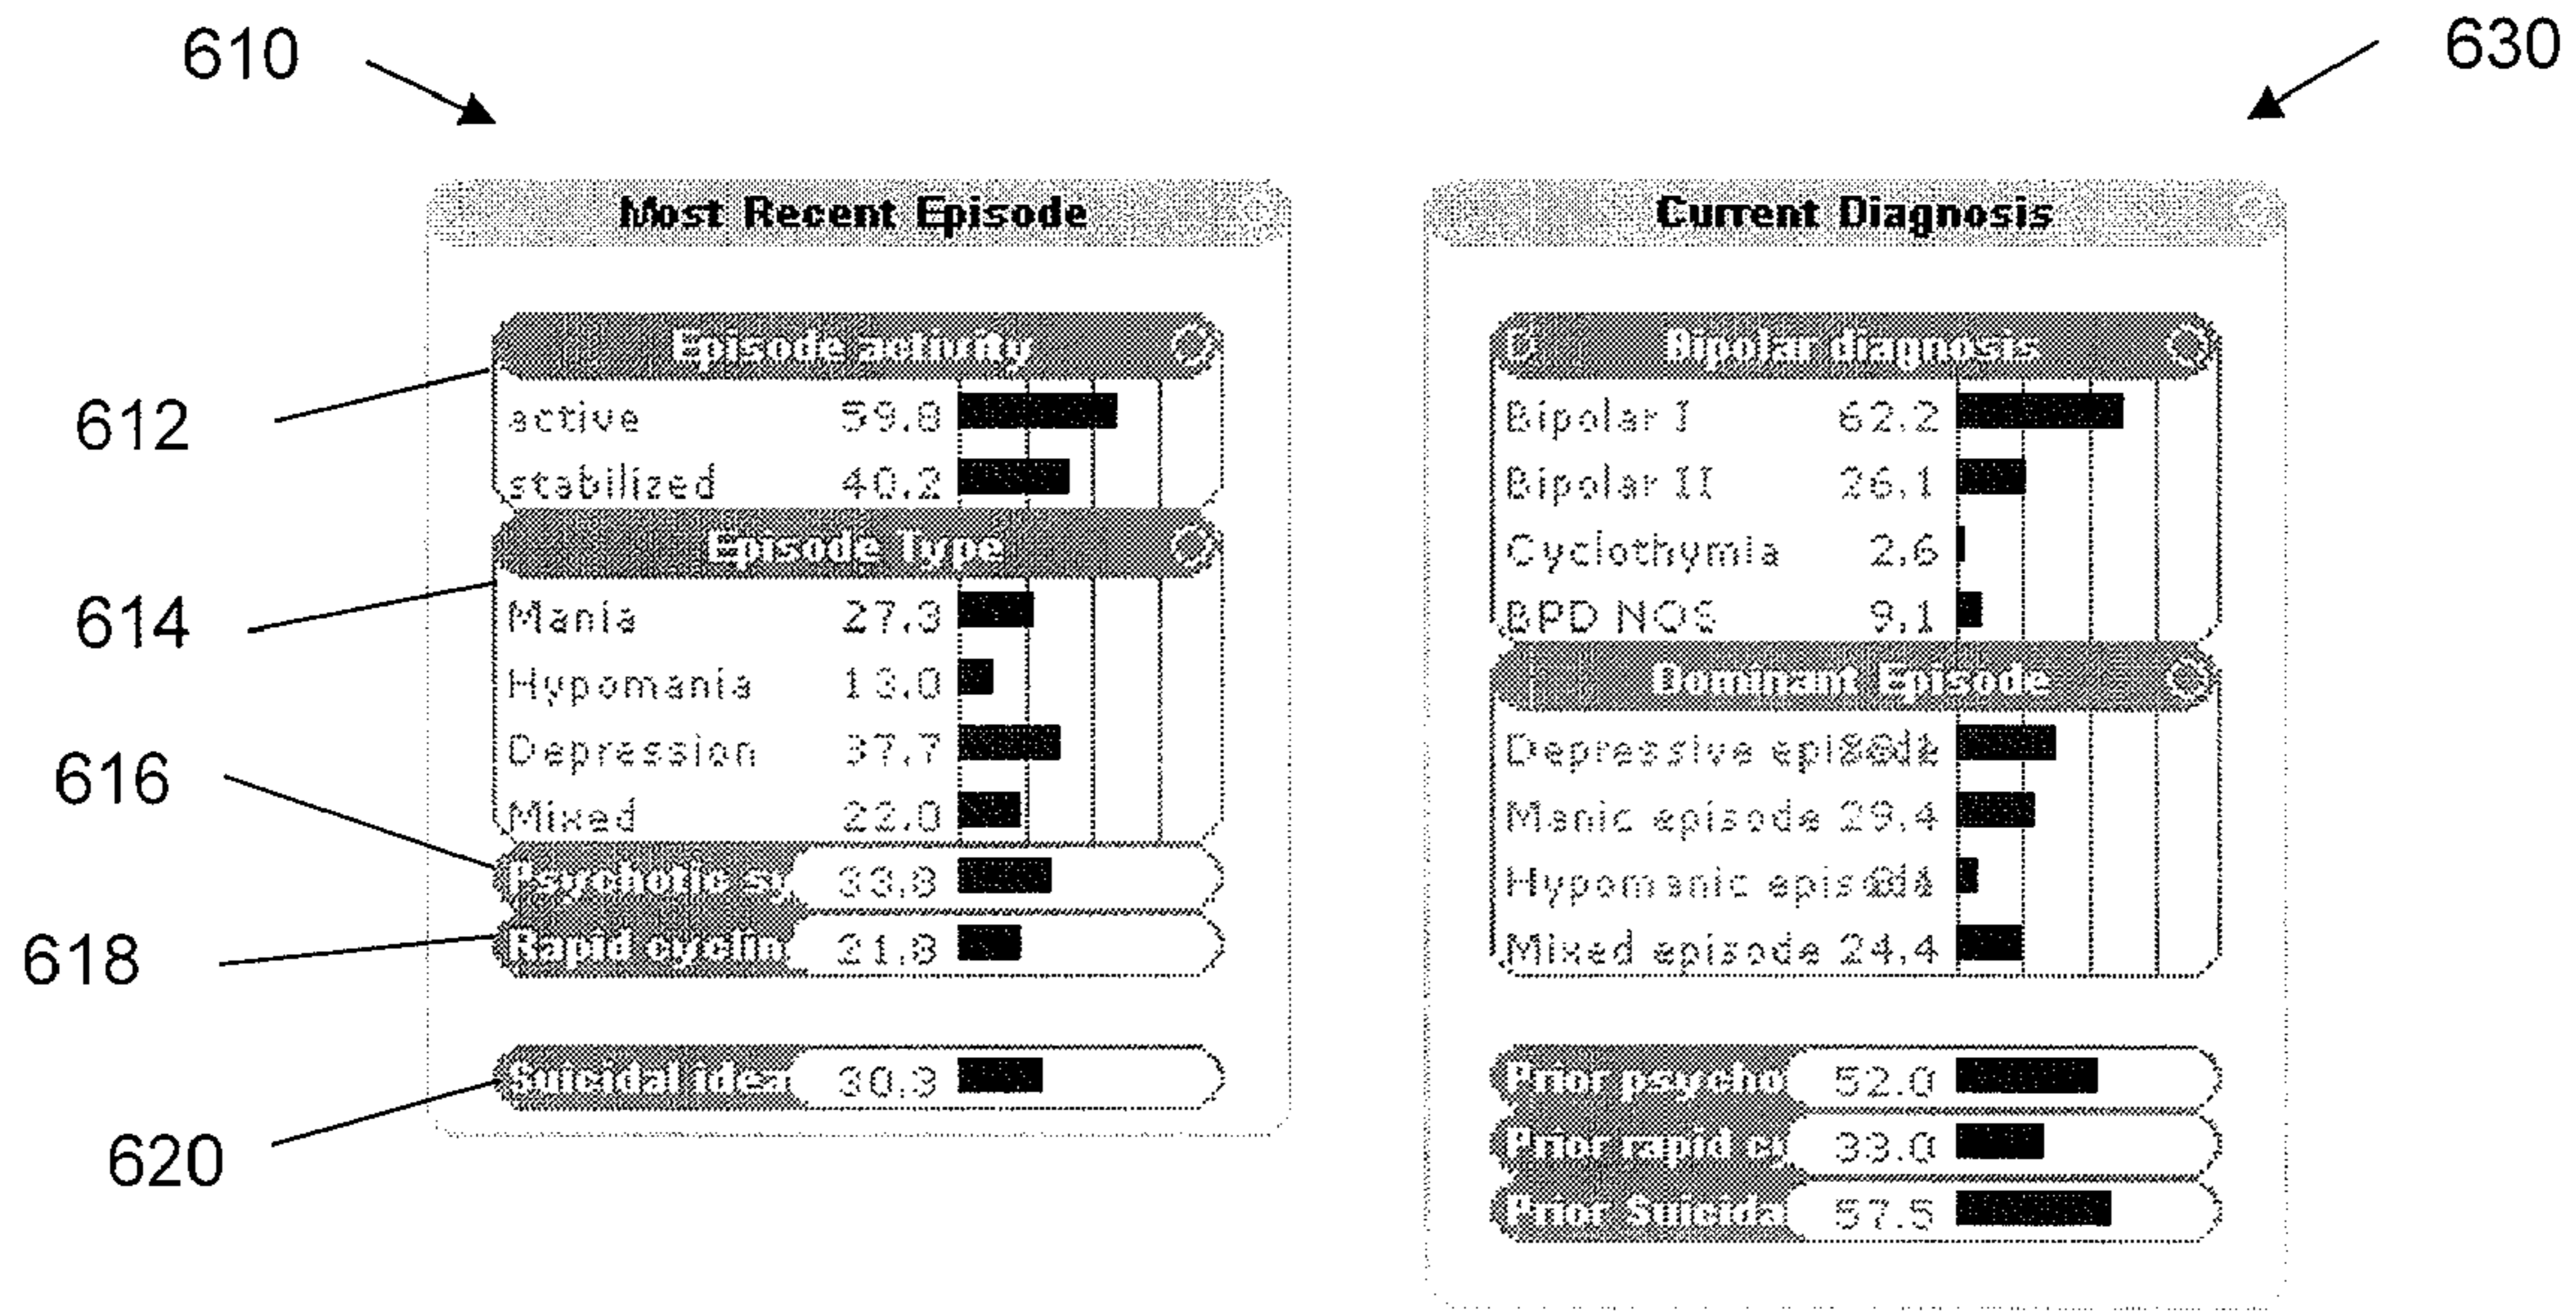 610
630
Most Recent Episode
Episode activity
active 59.8
stabilized 40.2
612
Episode Type
Mania 27.3
Hypomania 13.0
Depression 37.7
Mixed 22.0
614
Psychotic sy 33.8
616
Rapid cyclin 21.8
618
Suicidal idea 30.3
620
Current Diagnosis
Bipolar diagnosis
Bipolar I 62.2
Bipolar II 26.1
Cyclothymia 2.6
BPD NOS 9.1
Dominant Episode
Depressive episode
Manic episode 29.4
Hypomanic episode
Mixed episode 24.4
Prior psycho 52.0
Prior rapid cy 33.0
Prior Suicida 57.5